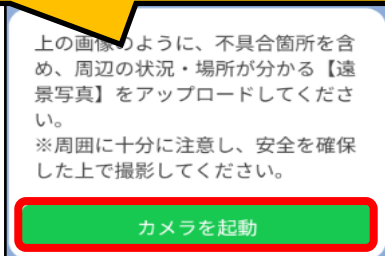 上の画像のように、不具合箇所を含
め、周辺の状況・場所が分かる【遠
景写真】をアップロードしてくださ
い。
※周囲に十分に注意し、安全を確保
した上で撮影してください。
カメラを起動